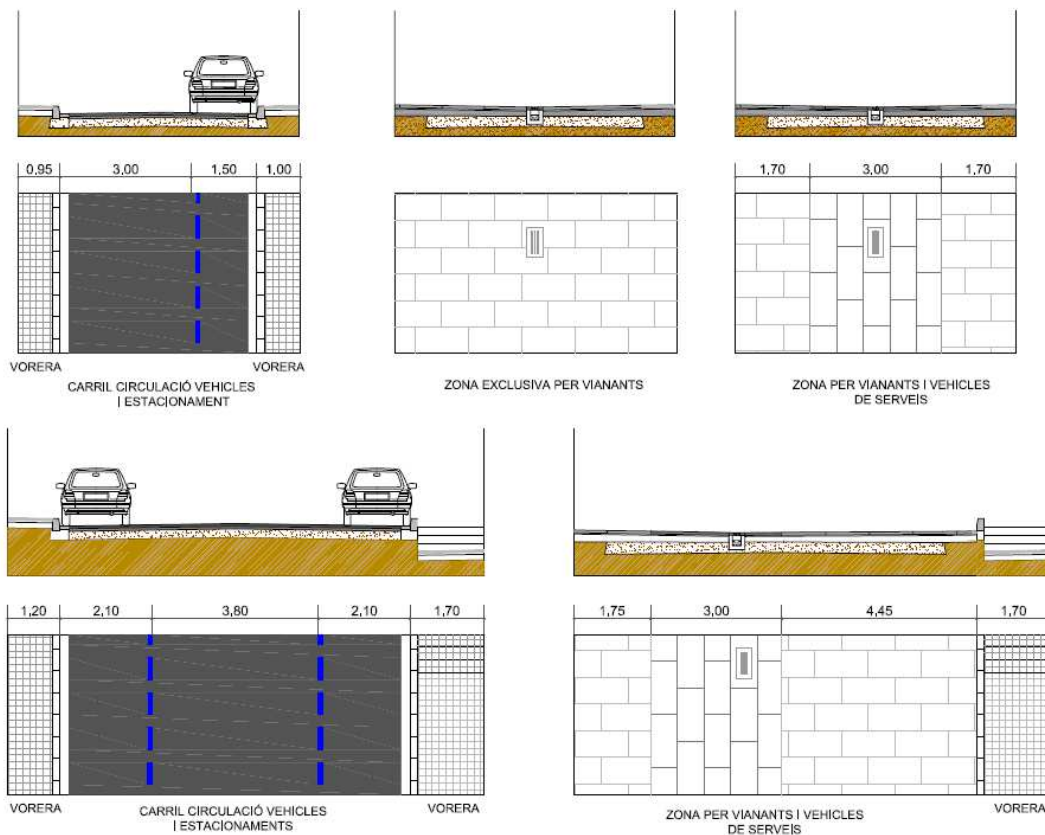 0,95 3,00 1,50 1,00
VORERA VORERA
CARRIL CIRCULACIÓ VEHICLES
I ESTACIONAMENT
ZONA EXCLUSIVA PER VIANANTS
1,70 3,00 1,70
ZONA PER VIANANTS I VEHICLES
DE SERVEIS
1,20 2,10 3,80 2,10 1,70
VORERA VORERA
CARRIL CIRCULACIÓ VEHICLES
I ESTACIONAMENTS
1,75 3,00 4,45 1,70
ZONA PER VIANANTS I VEHICLES
DE SERVEIS
VORERA